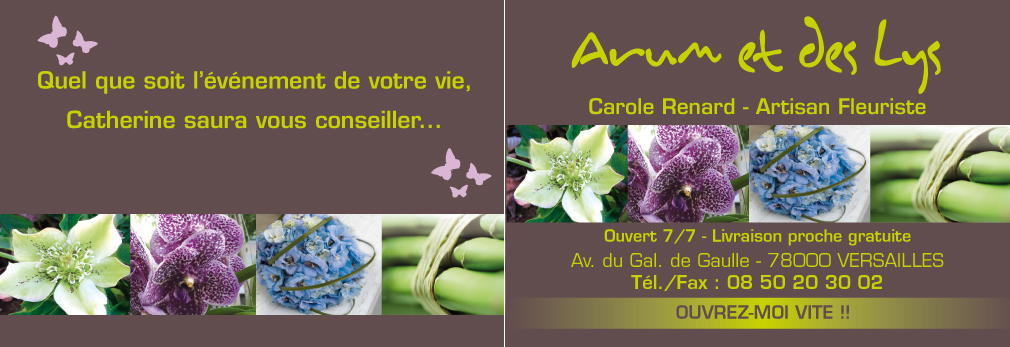 Quel que soit l'événement de votre vie,
Catherine saura vous conseiller...
Arum et des Lys
Carole Renard - Artisan Fleuriste
Ouvert 7/7 - Livraison proche gratuite
Av. du Gal. de Gaulle - 78000 VERSAILLES
Tél./Fax : 08 50 20 30 02
OUVREZ-MOI VITE !!